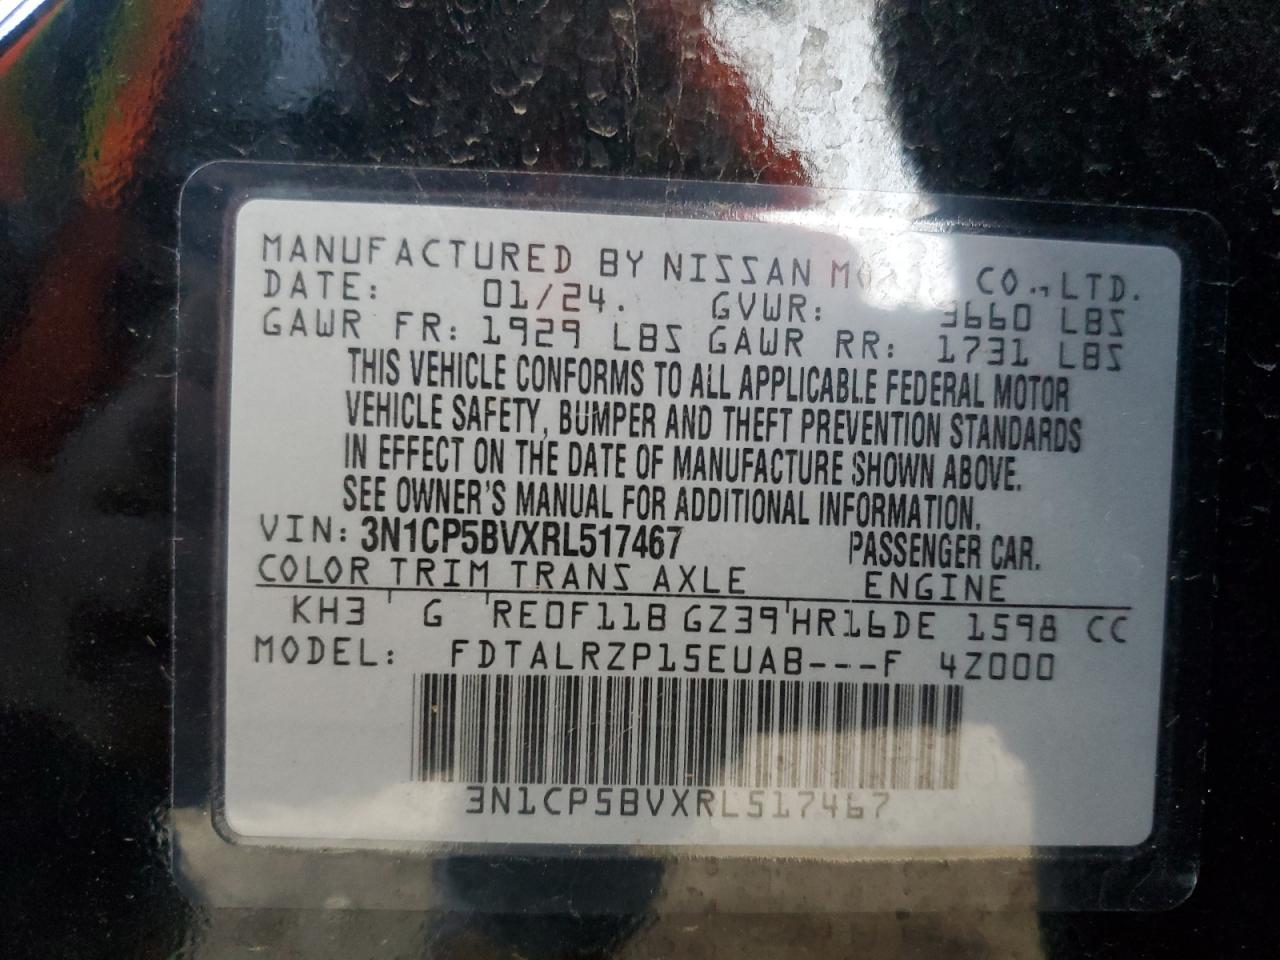 MANUFACTURED BY NISSAN MOTOR CO., LTD.
DATE: 01/24. GVWR: 3660 LBS
GAWR FR: 1929 LBS GAWR RR: 1731 LBS
THIS VEHICLE CONFORMS TO ALL APPLICABLE FEDERAL MOTOR
VEHICLE SAFETY, BUMPER AND THEFT PREVENTION STANDARDS
IN EFFECT ON THE DATE OF MANUFACTURE SHOWN ABOVE.
SEE OWNER'S MANUAL FOR ADDITIONAL INFORMATION.
VIN: 3N1CP5BVXRL517467 PASSENGER CAR.
COLOR TRIM TRANS AXLE ENGINE
KH3 G RE0F11B GZ39 HR16DE 1598 CC
MODEL: FDTALRZP15EUAB---F 4Z000
3N1CP5BVXRL517467